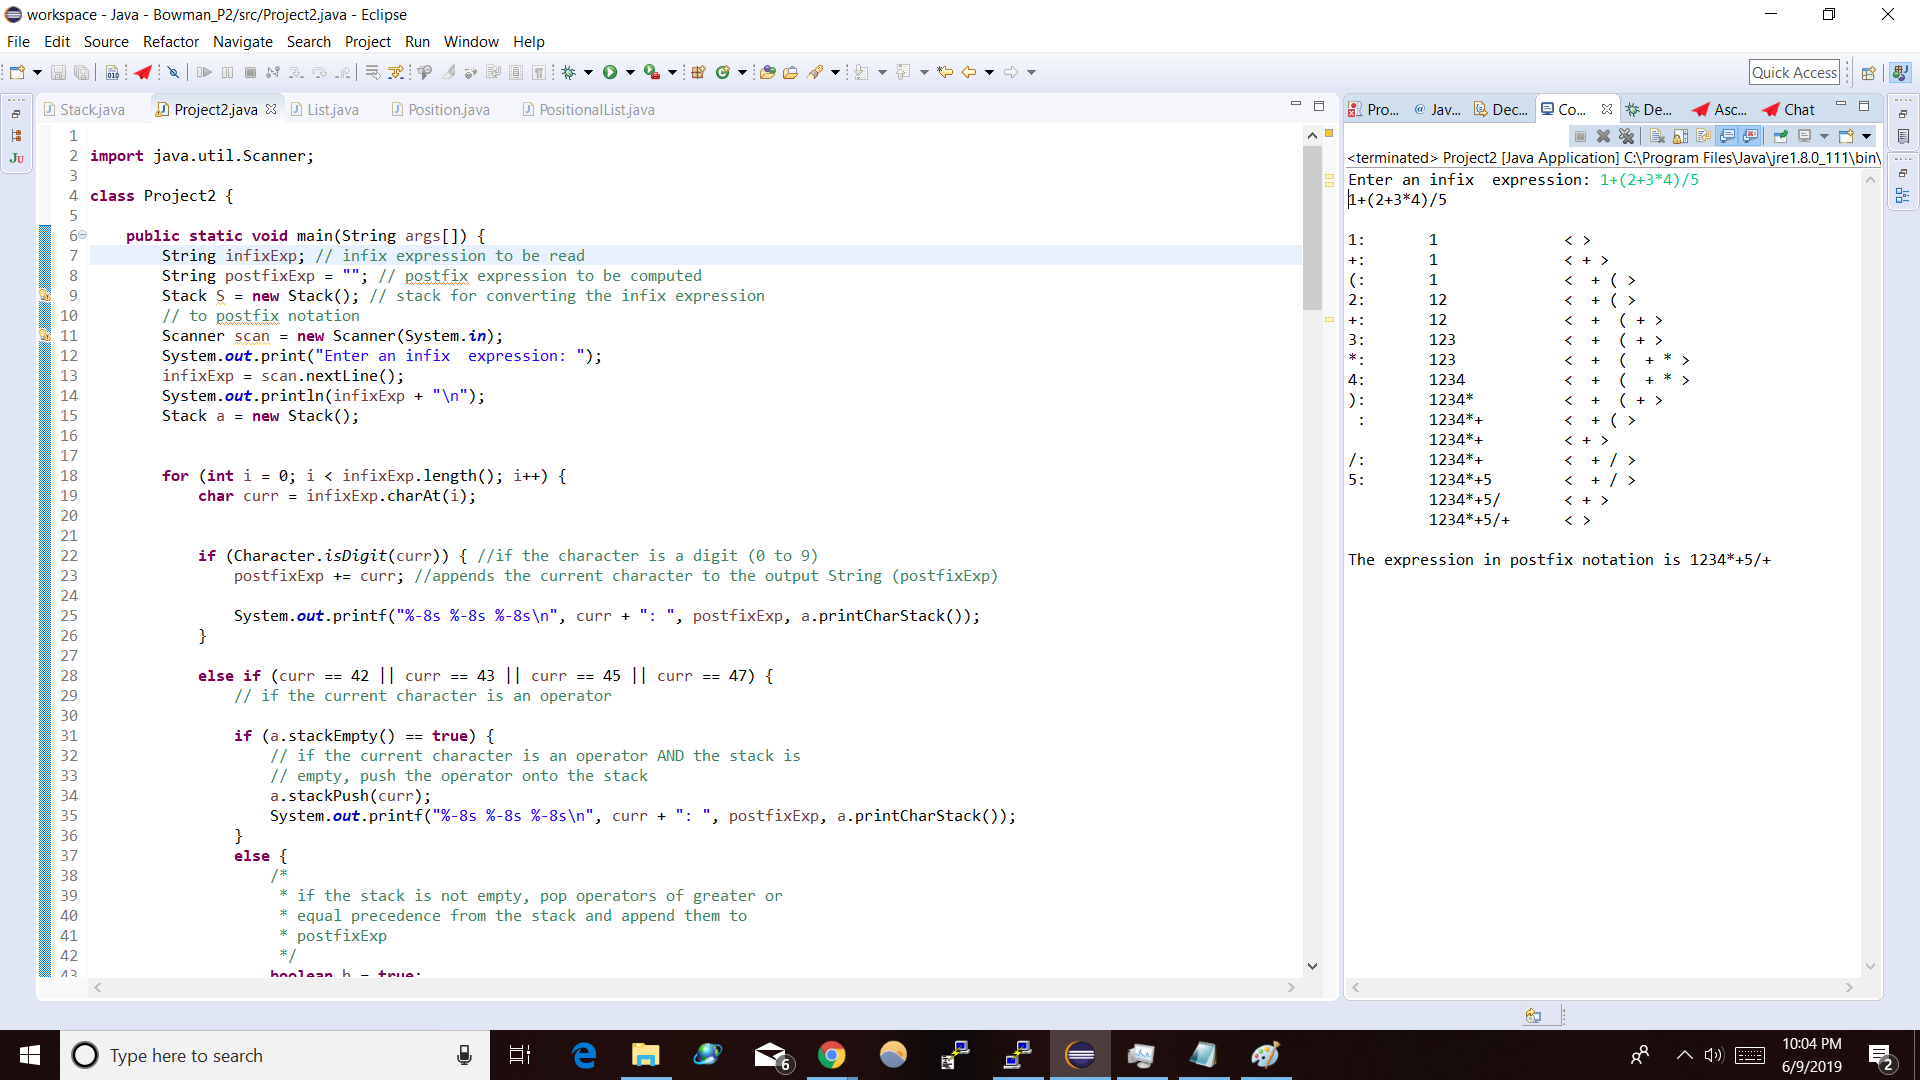 workspace - Java - Bowman_P2/src/Project2.java - Eclipse
File Edit Source Refactor Navigate Search Project Run Window Help
Quick Access
Stack.java Project2.java List.java Position.java PositionalList.java
1
2 import java.util.Scanner;
3
4 class Project2 {
5
6 public static void main(String args[]) {
7 String infixExp; // infix expression to be read
8 String postfixExp = ""; // postfix expression to be computed
9 Stack S = new Stack(); // stack for converting the infix expression
10 // to postfix notation
11 Scanner scan = new Scanner(System.in);
12 System.out.print("Enter an infix  expression: ");
13 infixExp = scan.nextLine();
14 System.out.println(infixExp + "\n");
15 Stack a = new Stack();
16
17
18 for (int i = 0; i < infixExp.length(); i++) {
19 char curr = infixExp.charAt(i);
20
21
22 if (Character.isDigit(curr)) { //if the character is a digit (0 to 9)
23 postfixExp += curr; //appends the current character to the output String (postfixExp)
24
25 System.out.printf("%-8s %-8s %-8s\n", curr + ": ", postfixExp, a.printCharStack());
26 }
27
28 else if (curr == 42 || curr == 43 || curr == 45 || curr == 47) {
29 // if the current character is an operator
30
31 if (a.stackEmpty() == true) {
32 // if the current character is an operator AND the stack is
33 // empty, push the operator onto the stack
34 a.stackPush(curr);
35 System.out.printf("%-8s %-8s %-8s\n", curr + ": ", postfixExp, a.printCharStack());
36 }
37 else {
38 /*
39 * if the stack is not empty, pop operators of greater or
40 * equal precedence from the stack and append them to
41 * postfixExp
42 */
43 boolean b = true;
Pro... @ Jav... Dec... Co... De... Asc... Chat
<terminated> Project2 [Java Application] C:\Program Files\Java\jre1.8.0_111\bin\
Enter an infix  expression: 1+(2+3*4)/5
1+(2+3*4)/5
1: 1 < >
+: 1 < + >
(: 1 <  + ( >
2: 12 <  + ( >
+: 12 <  +  ( + >
3: 123 <  +  ( + >
*: 123 <  +  (  + * >
4: 1234 <  +  (  + * >
): 1234* <  +  ( + >
: 1234*+ <  + ( >
1234*+ < + >
/: 1234*+ <  + / >
5: 1234*+5 <  + / >
1234*+5/ < + >
1234*+5/+ < >
The expression in postfix notation is 1234*+5/+
Type here to search
6
10:04 PM
6/9/2019
2